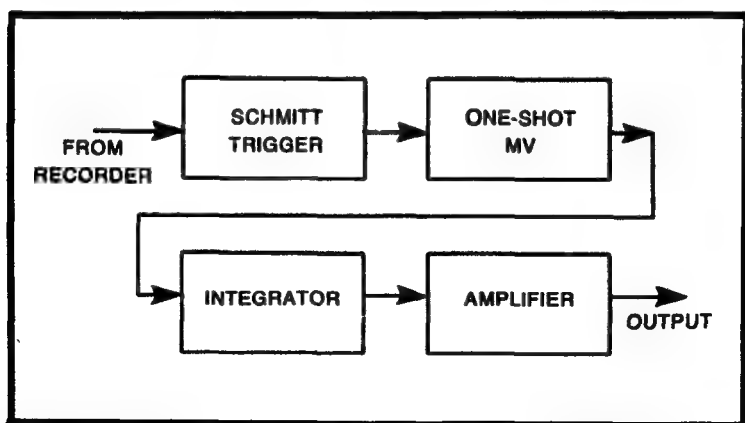 FROM
RECORDER
SCHMITT
TRIGGER
ONE-SHOT
MV
INTEGRATOR
AMPLIFIER
OUTPUT